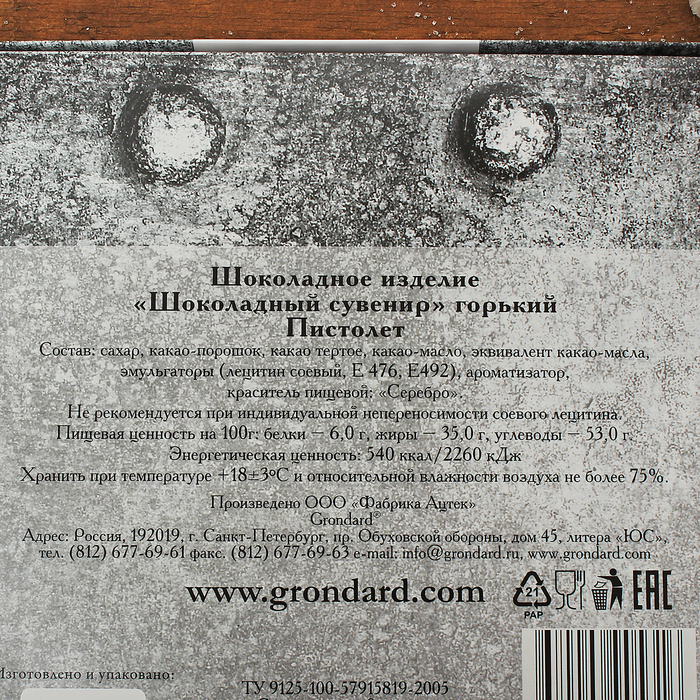 Шоколадное изделие
«Шоколадный сувенир» горький
Пистолет
Состав: сахар, какао-порошок, какао тертое, какао-масло, эквивалент какао-масла,
эмульгаторы (лецитин соевый, Е 476, Е492), ароматизатор,
краситель пищевой: «Серебро».
Не рекомендуется при индивидуальной непереносимости соевого лецитина.
Пищевая ценность на 100г: белки – 6,0 г, жиры – 35,0 г, углеводы – 53,0 г.
Энергетическая ценность: 540 ккал/2260 кДж
Хранить при температуре +18±3°С и относительной влажности воздуха не более 75%.
Произведено ООО «Фабрика Ацтек»
Grondard®
Адрес: Россия, 192019, г. Санкт-Петербург, пр. Обуховской обороны, дом 45, литера «ЮС»,
тел. (812) 677-69-61 факс. (812) 677-69-63 e-mail: info@grondard.ru, www.grondard.com
www.grondard.com
21
PAP
EAC
Изготовлено и упаковано:
ТУ 9125-100-57915819-2005